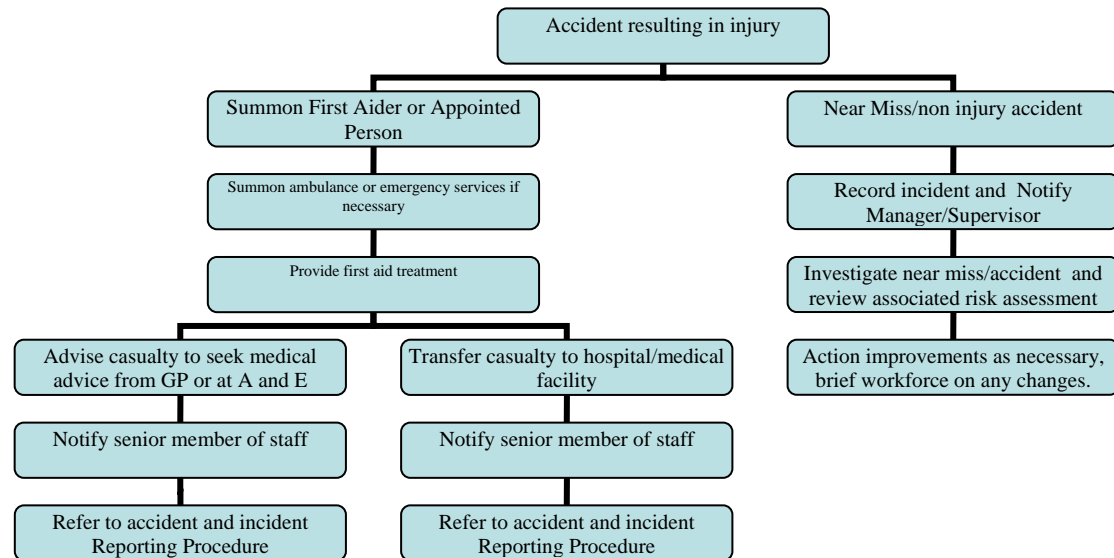 Accident resulting in injury
Summon First Aider or Appointed
Person
Near Miss/non injury accident
Summon ambulance or emergency services if
necessary
Record incident and  Notify
Manager/Supervisor
Provide first aid treatment
Investigate near miss/accident  and
review associated risk assessment
Advise casualty to seek medical
advice from GP or at A and E
Transfer casualty to hospital/medical
facility
Action improvements as necessary,
brief workforce on any changes.
Notify senior member of staff
Notify senior member of staff
Refer to accident and incident
Reporting Procedure
Refer to accident and incident
Reporting Procedure